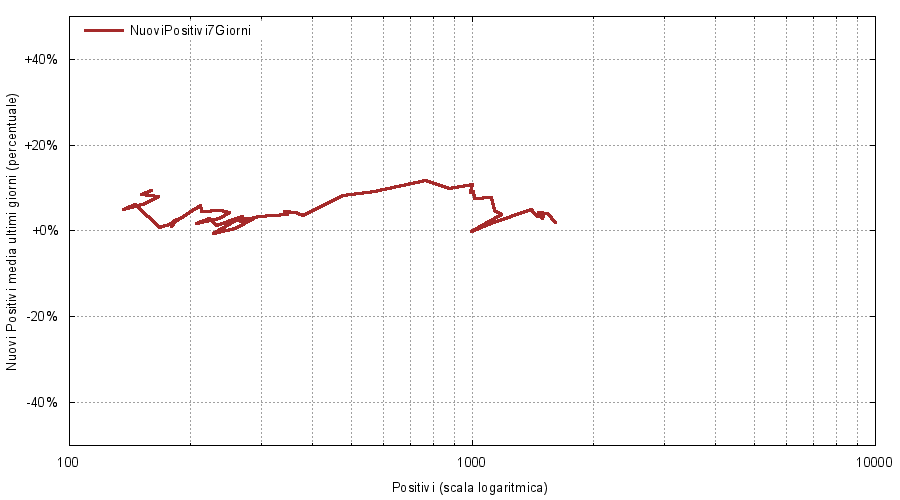 NuoviPositivi7Giorni
+40%
+20%
+0%
-20%
-40%
Nuovi Positivi media ultimi giorni (percentuale)
100
1000
10000
Positivi (scala logaritmica)